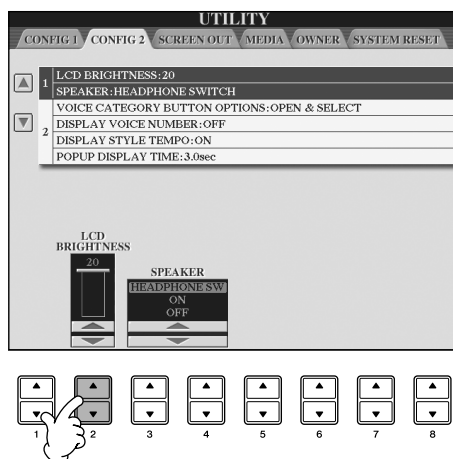 UTILITY
CONFIG 1 CONFIG 2 SCREEN OUT MEDIA OWNER SYSTEM RESET
1 LCD BRIGHTNESS:20
SPEAKER:HEADPHONE SWITCH
2 VOICE CATEGORY BUTTON OPTIONS:OPEN & SELECT
DISPLAY VOICE NUMBER:OFF
DISPLAY STYLE TEMPO:ON
POPUP DISPLAY TIME:3.0sec
LCD
BRIGHTNESS
20
SPEAKER
HEADPHONE SW
ON
OFF
1 2 3 4 5 6 7 8